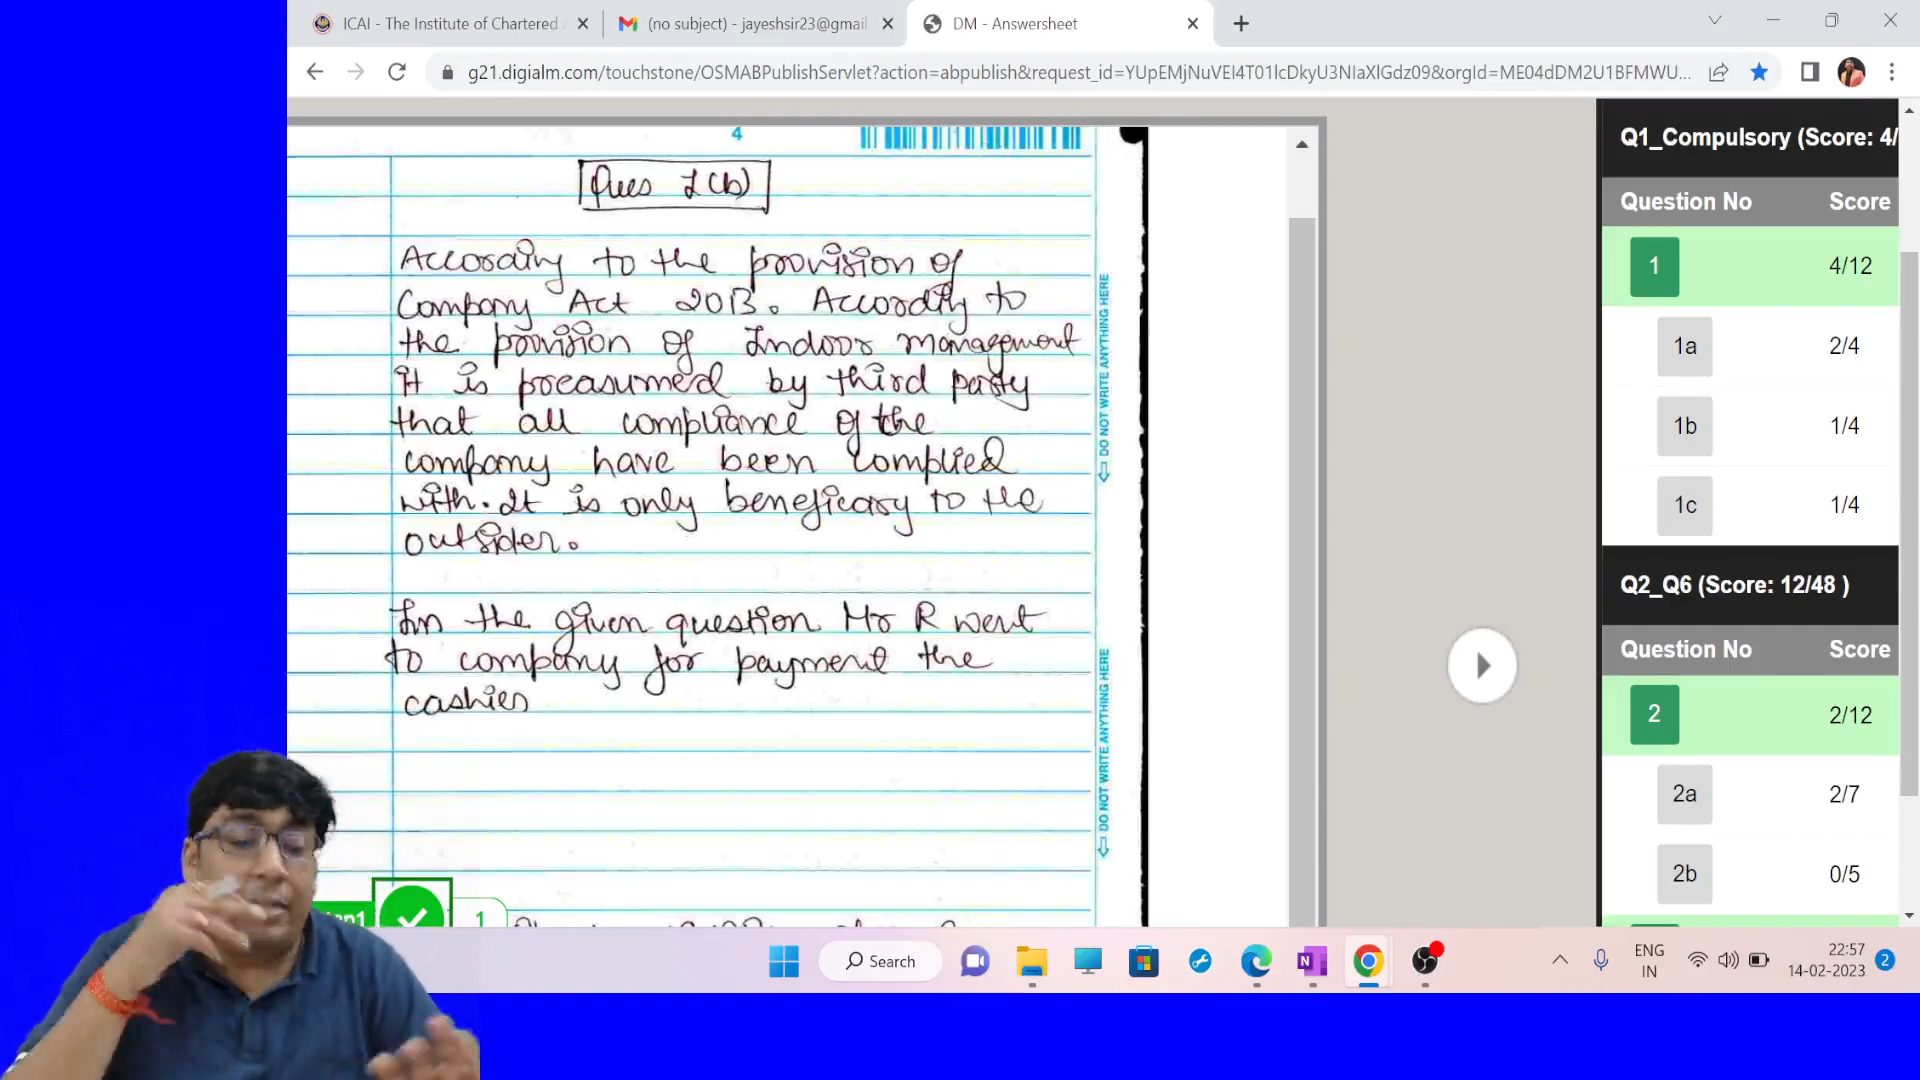 ICAI - The Institute of Chartered
(no subject) - jayeshsir23@gmail
DM - Answersheet
g21.digialm.com/touchstone/OSMABPublishServlet?action=abpublish&request_id=YUpEMjNuVEI4T01lcDkyU3NIaXlGdz09&orgId=ME04dDM2U1BFMWU...
4
Ques 1(b)
According to the provision of
Company Act 2013. According to
the provision of Indoor management
it is preasumed by third party
that all compliance of the
company have been complied
with. It is only beneficary to the
outsider.
In the given question Mr R went
to company for payment the
cashier
DO NOT WRITE ANYTHING HERE
DO NOT WRITE ANYTHING HERE
1
Q1_Compulsory (Score: 4/
Question No Score
1 4/12
1a 2/4
1b 1/4
1c 1/4
Q2_Q6 (Score: 12/48 )
Question No Score
2 2/12
2a 2/7
2b 0/5
Search
ENG
IN
22:57
14-02-2023
2